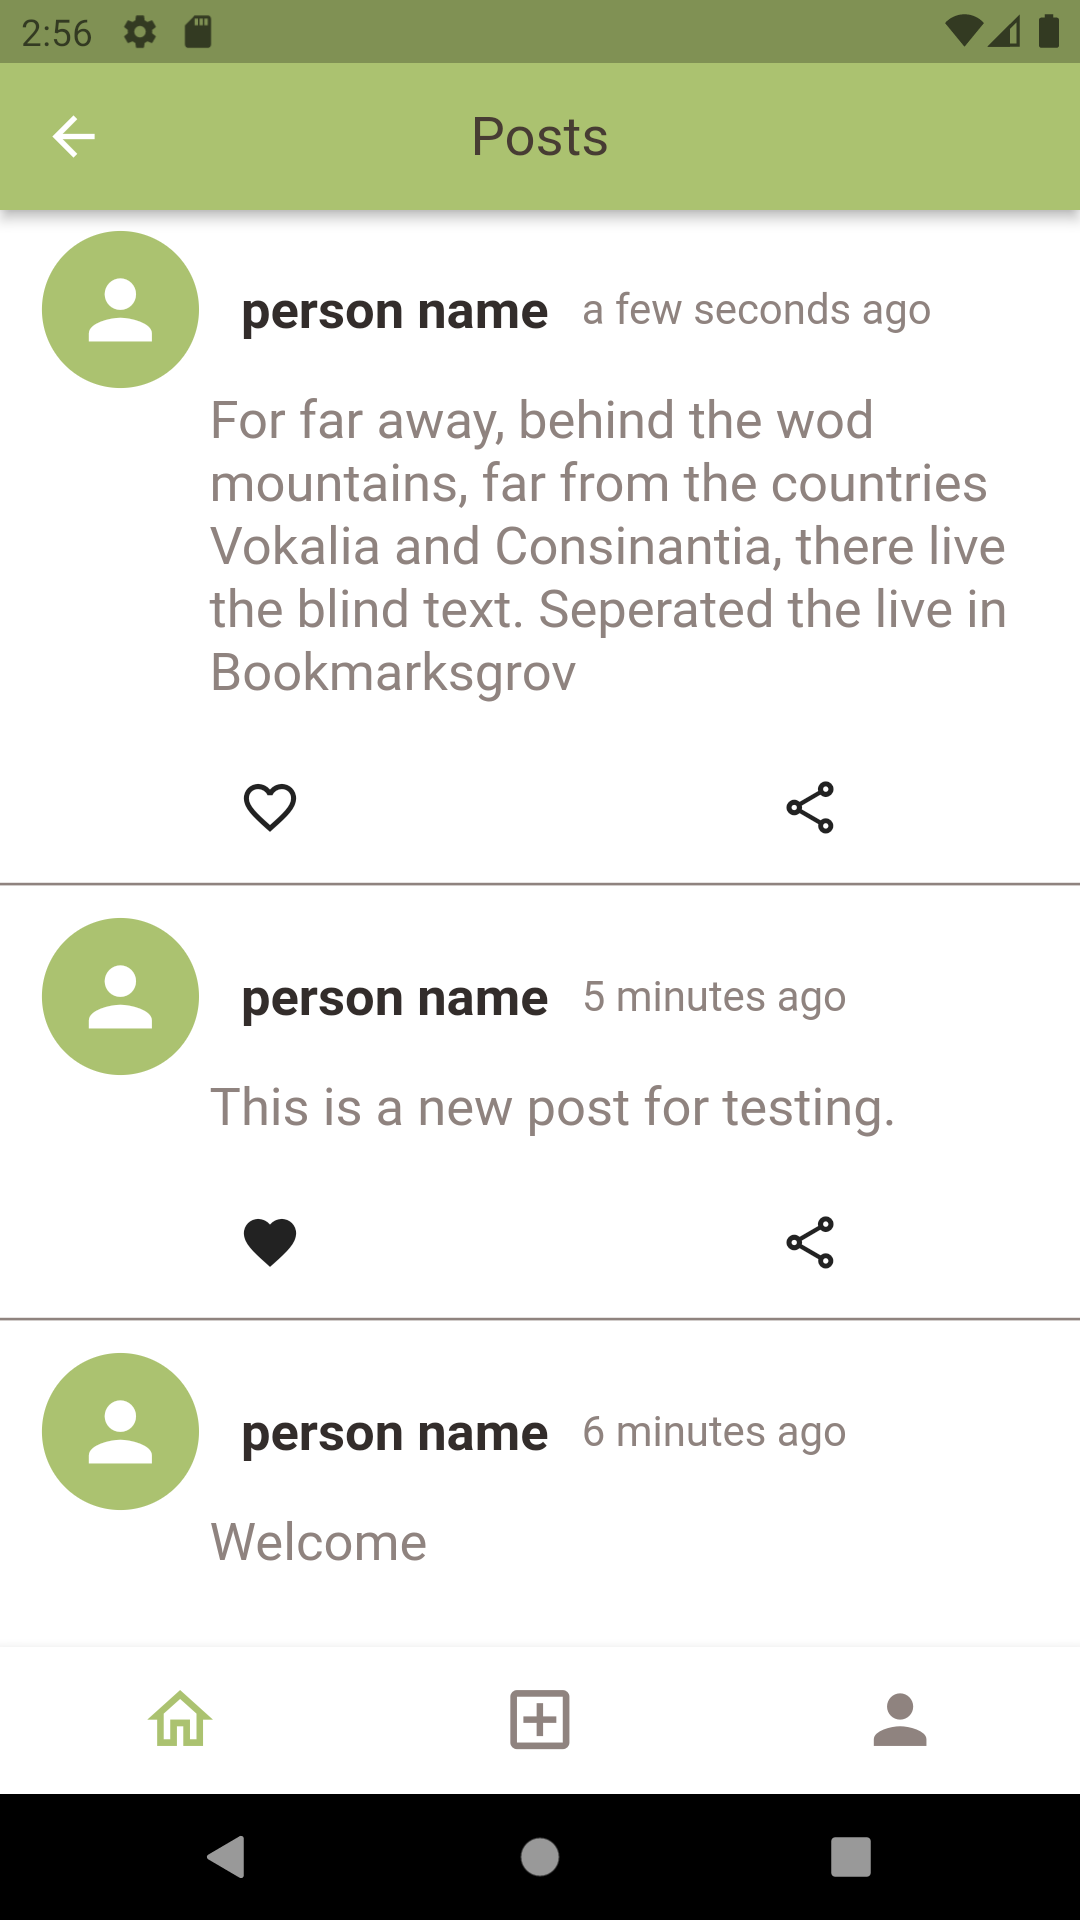 2:56
Posts
person name a few seconds ago
For far away, behind the wod
mountains, far from the countries
Vokalia and Consinantia, there live
the blind text. Seperated the live in
Bookmarksgrov
person name 5 minutes ago
This is a new post for testing.
person name 6 minutes ago
Welcome